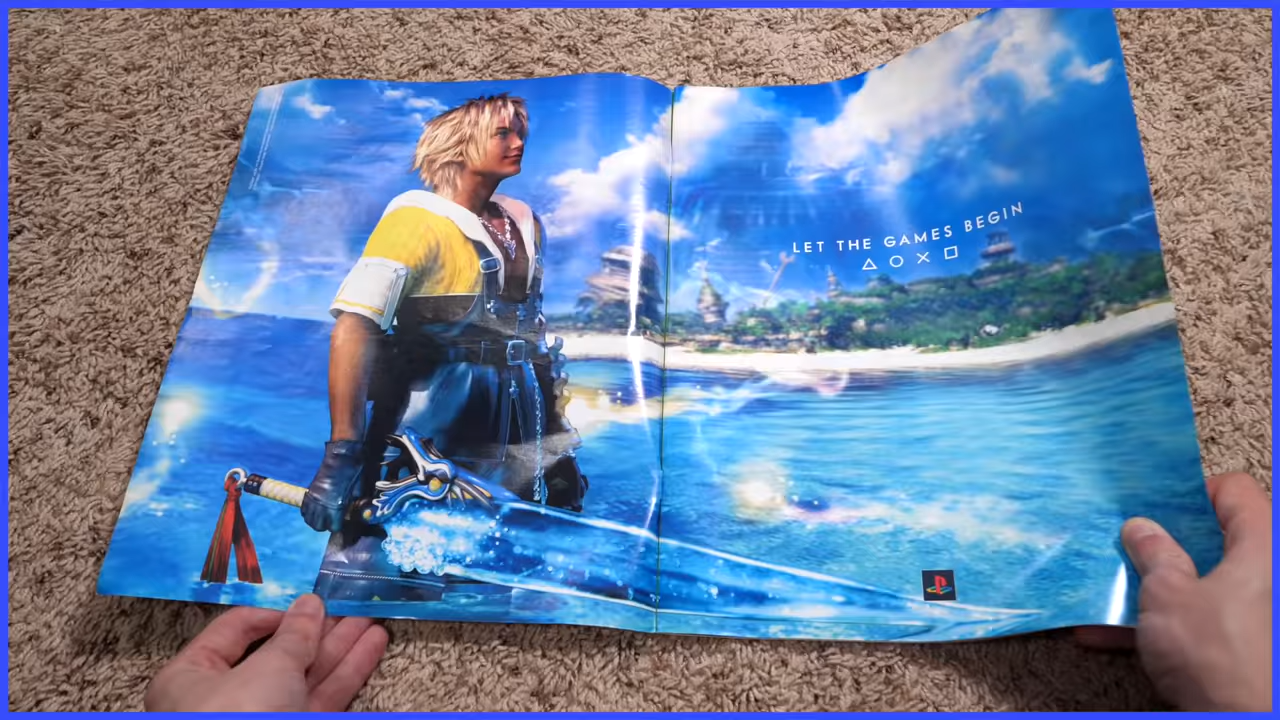 LET THE GAMES BEGIN
△○✕□